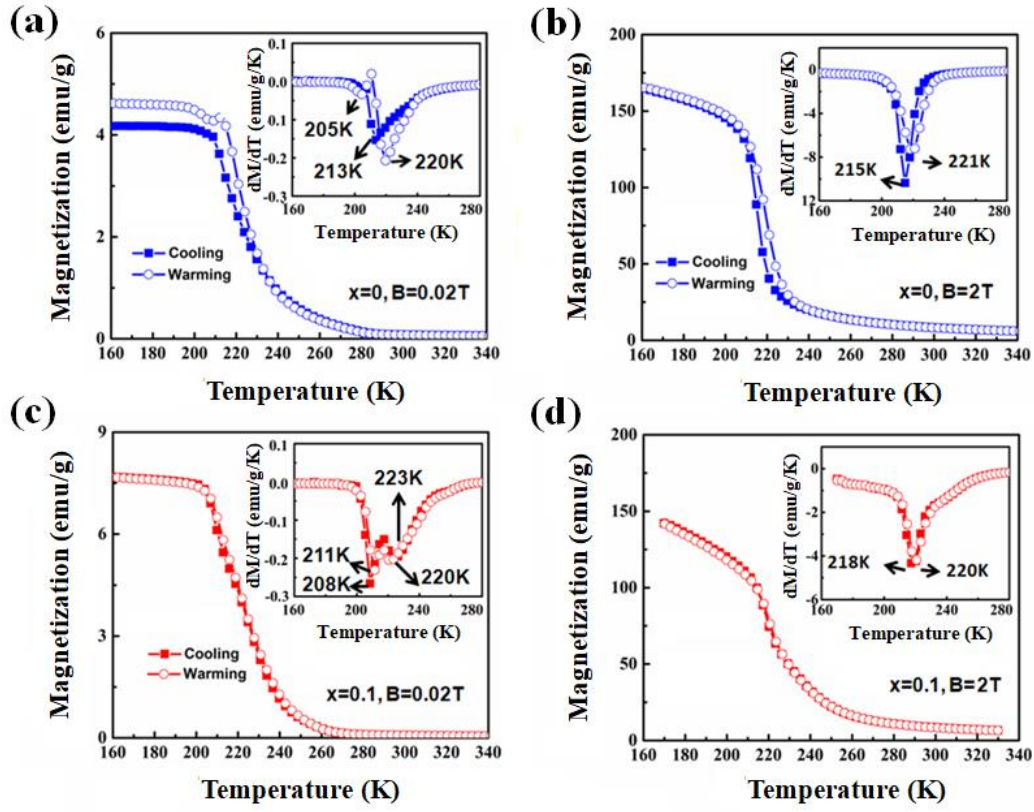 (a)
Magnetization (emu/g)
6
4
2
0
160 180 200 220 240 260 280 300 320 340
Temperature (K)
Cooling
Warming
x=0, B=0.02T
dM/dT (emu/g/K)
0.1
0.0
-0.1
-0.2
-0.3
160 200 240 280
Temperature (K)
205K
213K
220K
(b)
Magnetization (emu/g)
200
150
100
50
0
160 180 200 220 240 260 280 300 320 340
Temperature (K)
Cooling
Warming
x=0, B=2T
dM/dT (emu/g/K)
0
-4
-8
12
160 200 240 280
Temperature (K)
215K
221K
(c)
Magnetization (emu/g)
9
6
3
0
160 180 200 220 240 260 280 300 320 340
Temperature (K)
Cooling
Warming
x=0.1, B=0.02T
dM/dT (emu/g/K)
0.1
0.0
-0.1
-0.2
-0.3
160 200 240 280
Temperature (K)
223K
211K
208K
220K
(d)
Magnetization (emu/g)
200
150
100
50
0
160 180 200 220 240 260 280 300 320 340
Temperature (K)
x=0.1, B=2T
dM/dT (emu/g/K)
0
-2
-4
-6
160 200 240 280
Temperature (K)
218K
220K